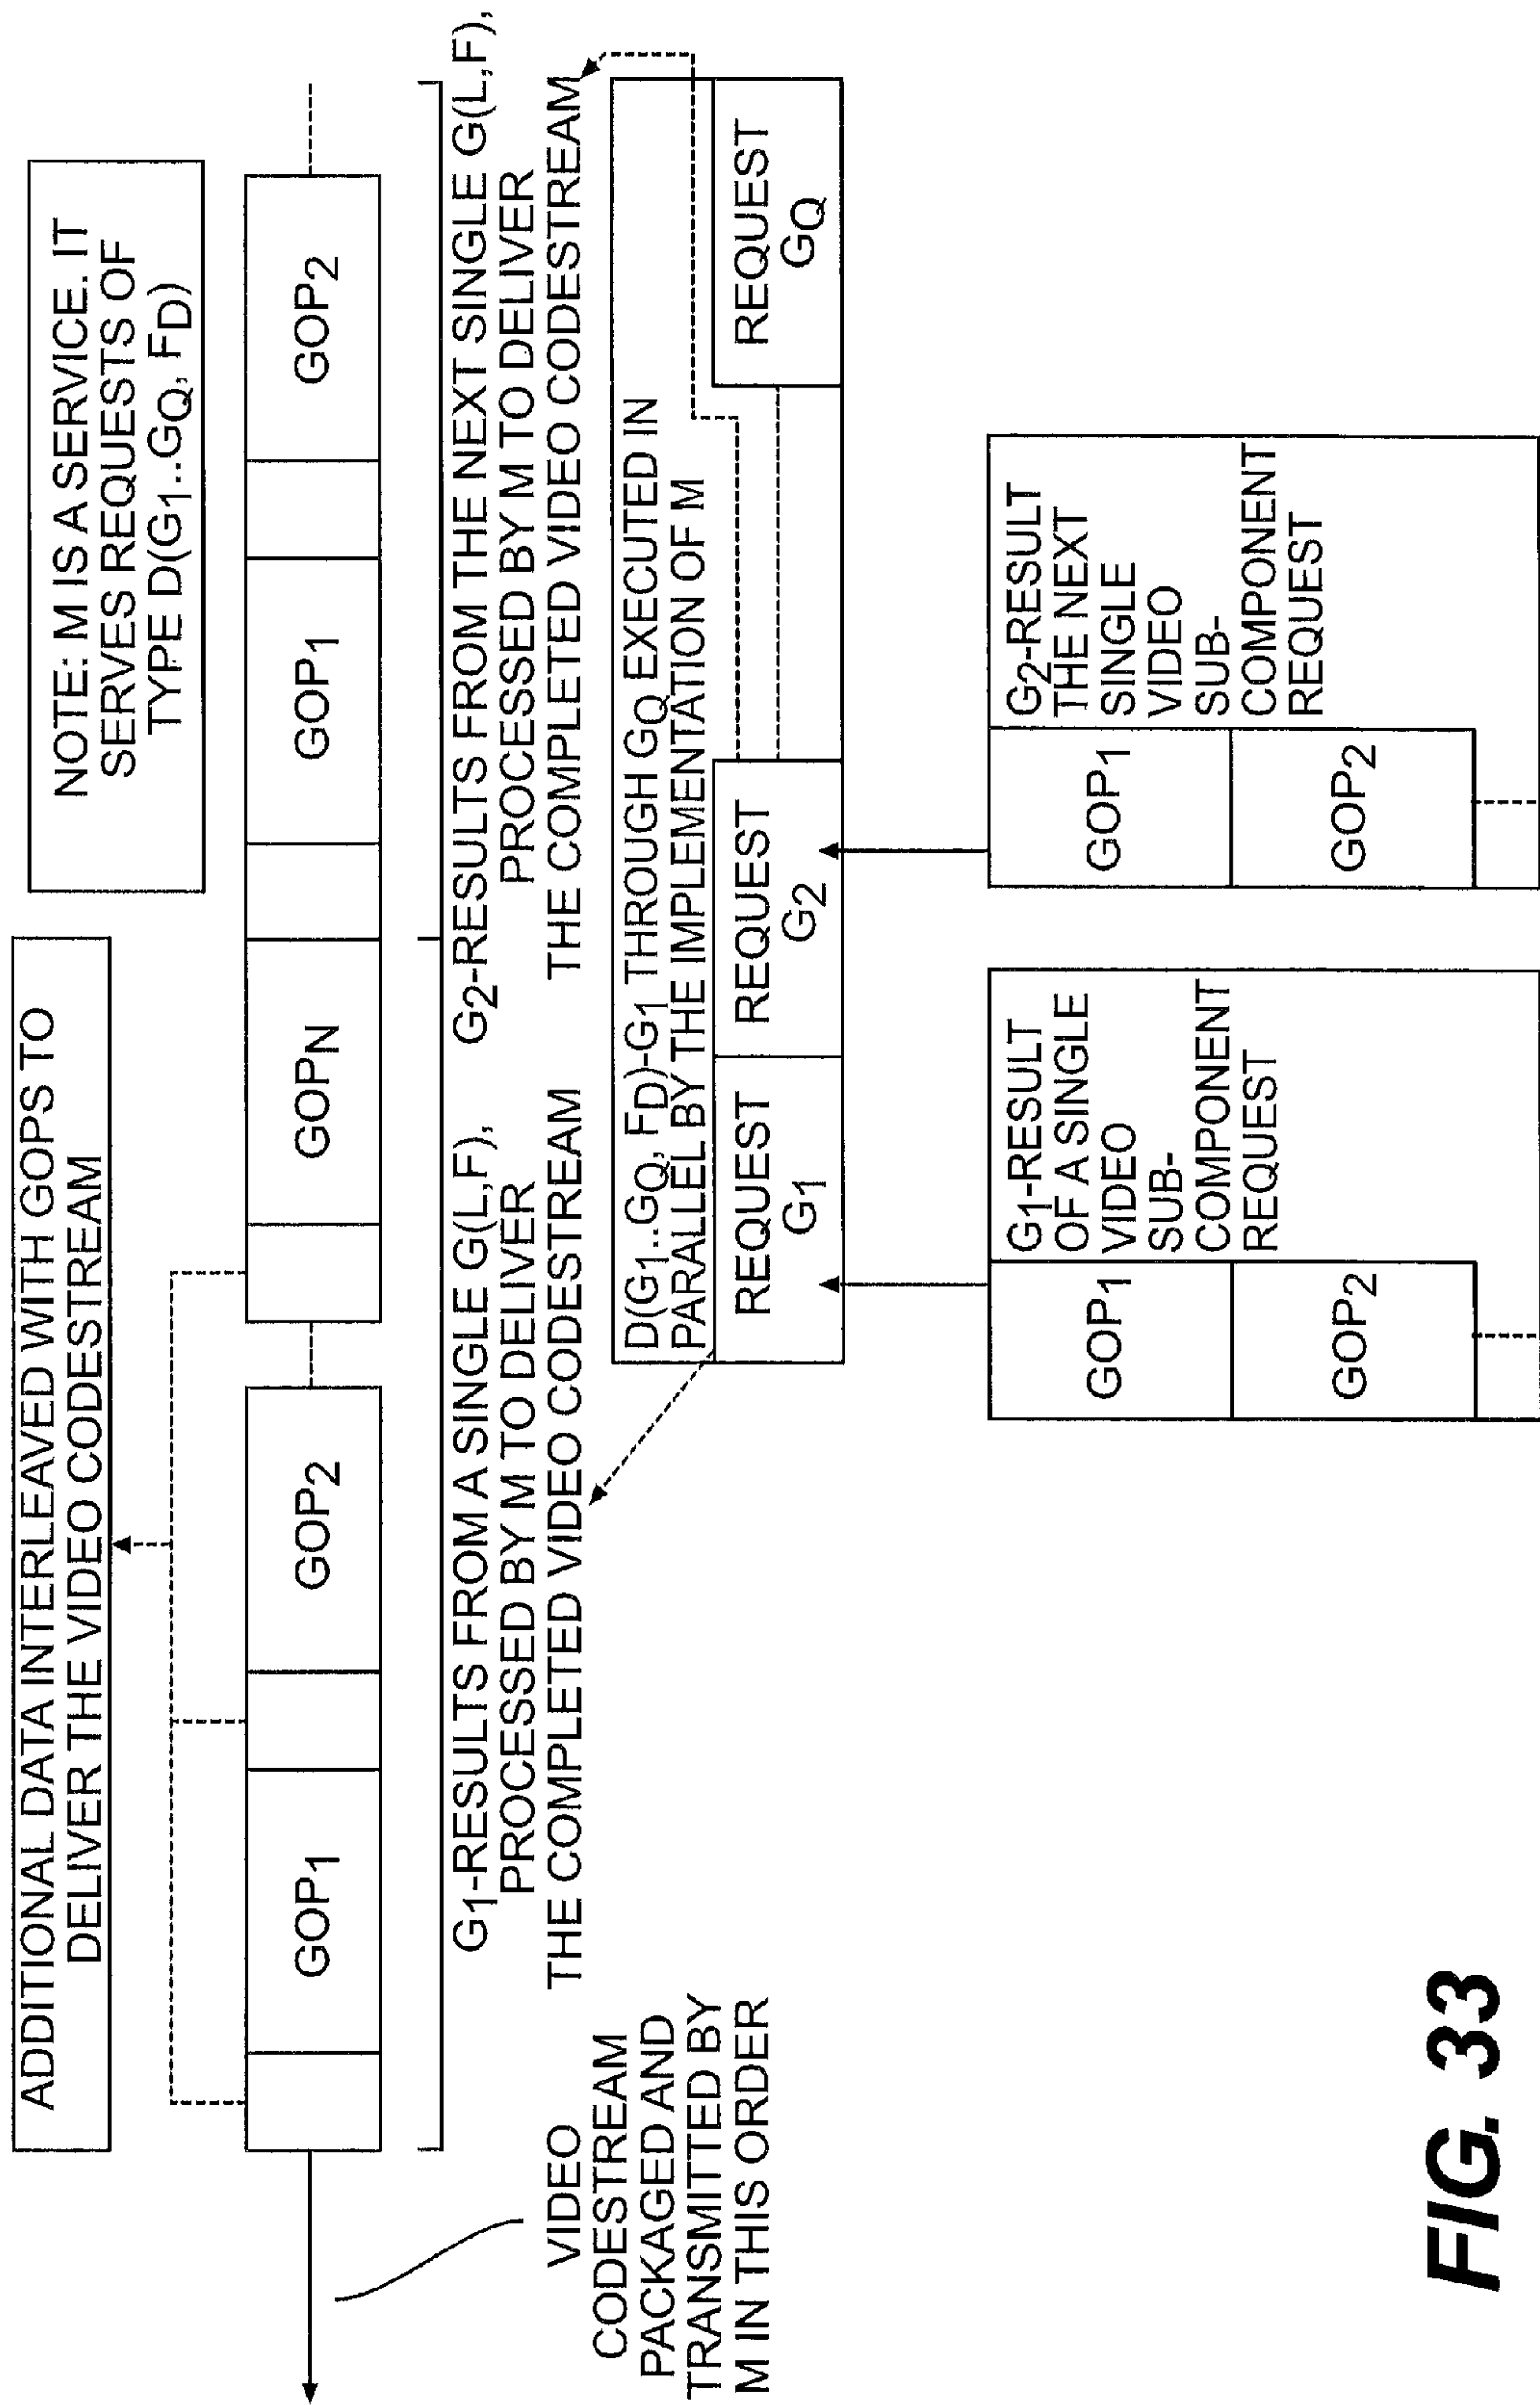 ADDITIONAL DATA INTERLEAVED WITH GOPS TO
DELIVER THE VIDEO CODESTREAM
NOTE: M IS A SERVICE. IT
SERVES REQUESTS OF
TYPE D(G1..GQ, FD)
GOP1
GOP2
GOPN
GOP1
GOP2
G1-RESULTS FROM A SINGLE G(L,F),
PROCESSED BY M TO DELIVER
THE COMPLETED VIDEO CODESTREAM
G2-RESULTS FROM THE NEXT SINGLE G(L,F),
PROCESSED BY M TO DELIVER
THE COMPLETED VIDEO CODESTREAM
VIDEO
CODESTREAM
PACKAGED AND
TRANSMITTED BY
M IN THIS ORDER
D(G1..GQ, FD)-G1 THROUGH GQ EXECUTED IN
PARALLEL BY THE IMPLEMENTATION OF M
REQUEST
G1
REQUEST
G2
REQUEST
GQ
GOP1
GOP2
G1-RESULT
OF A SINGLE
VIDEO
SUB-
COMPONENT
REQUEST
GOP1
GOP2
G2-RESULT
THE NEXT
SINGLE
VIDEO
SUB-
COMPONENT
REQUEST
FIG. 33